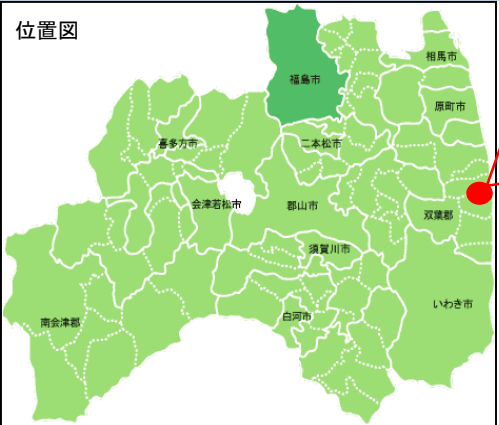 位置図
福島市
相馬市
原町市
喜多方市
二本松市
会津若松市
郡山市
双葉郡
須賀川市
いわき市
白河市
南会津郡